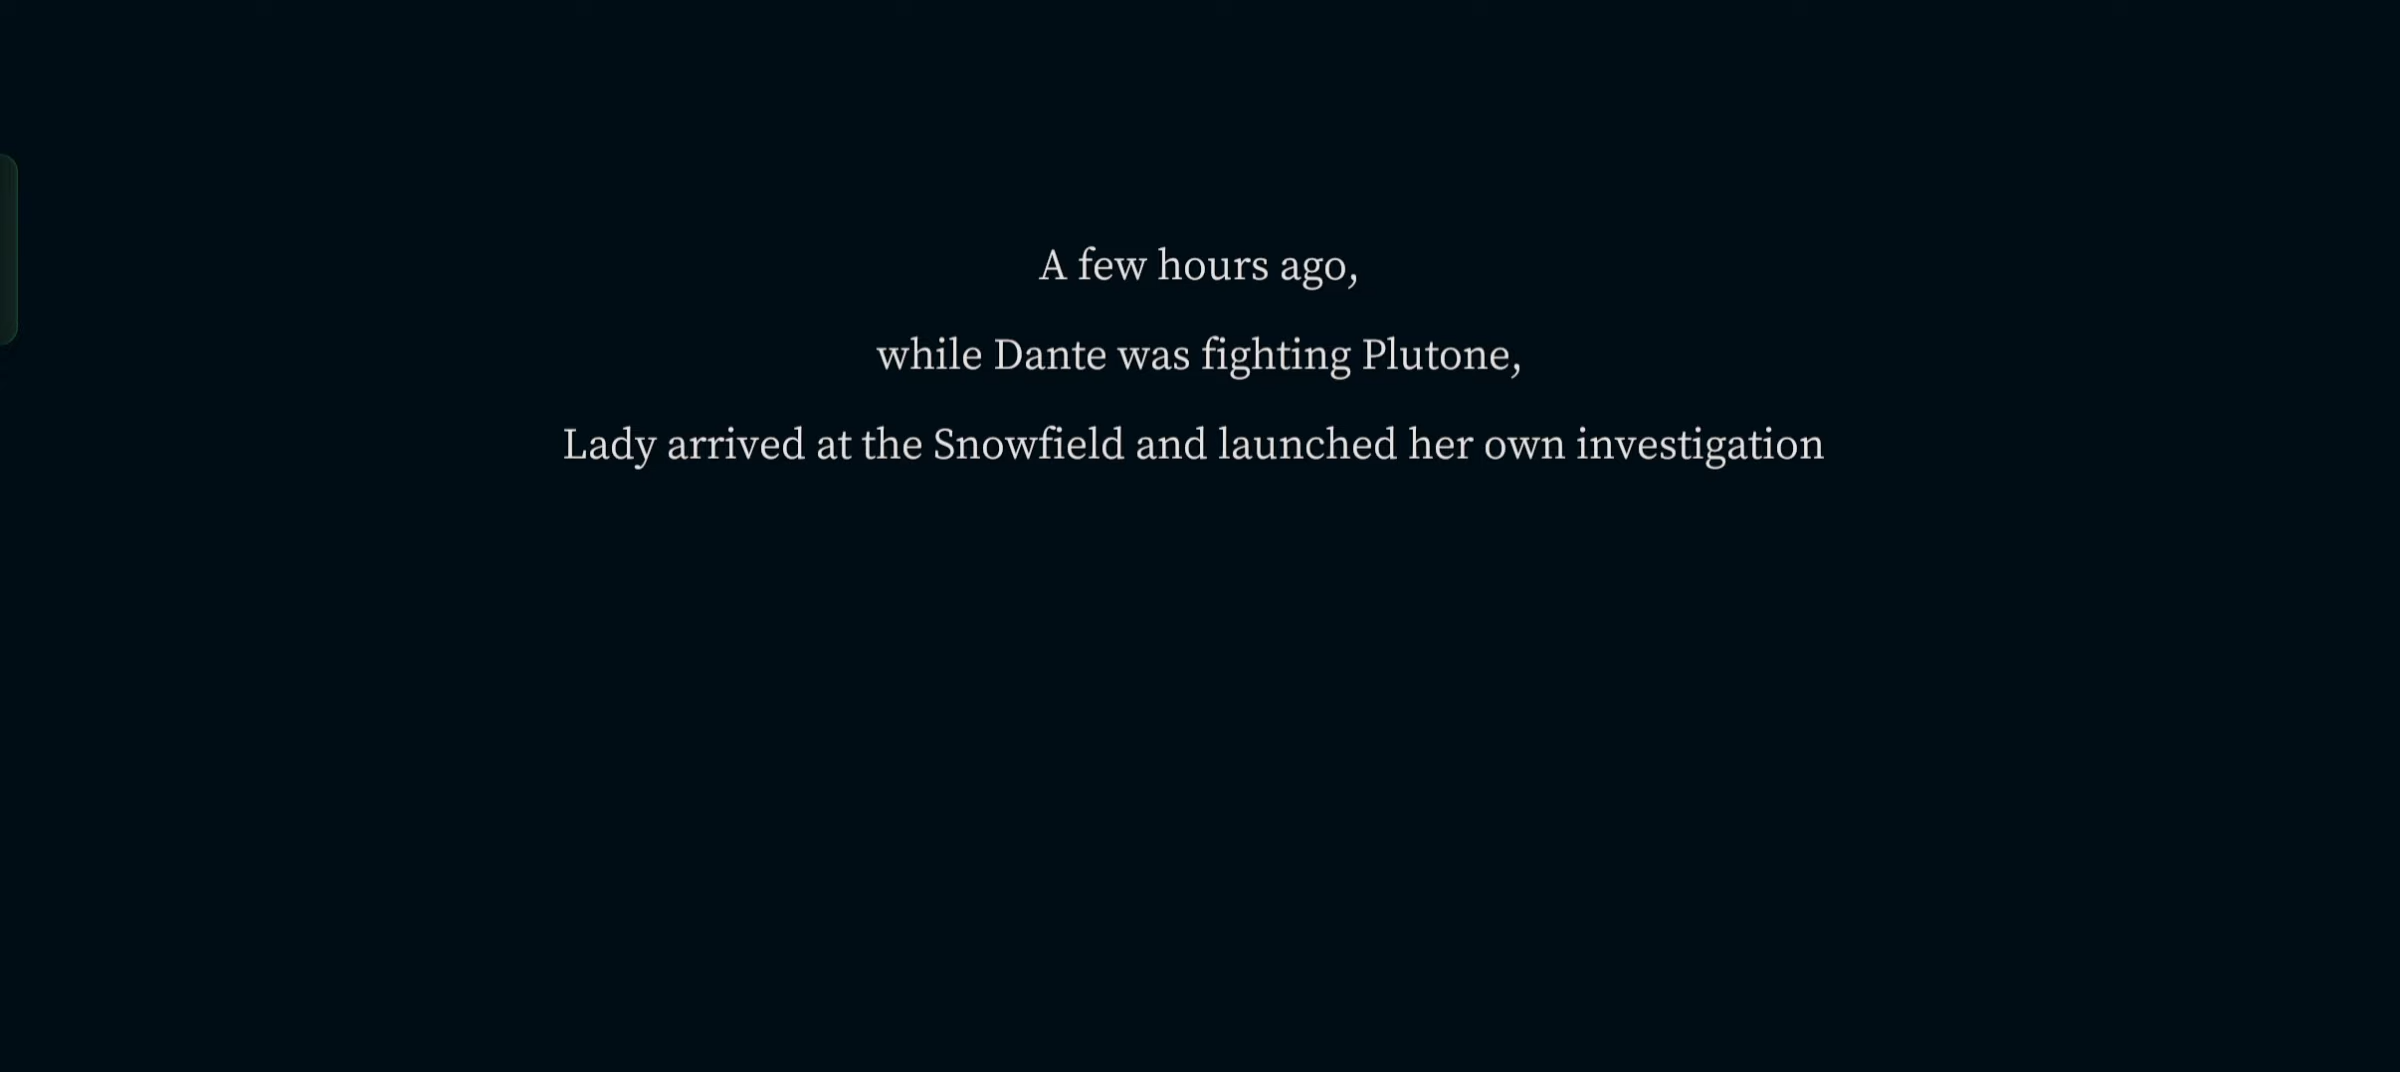 A few hours ago,
while Dante was fighting Plutone,
Lady arrived at the Snowfield and launched her own investigation